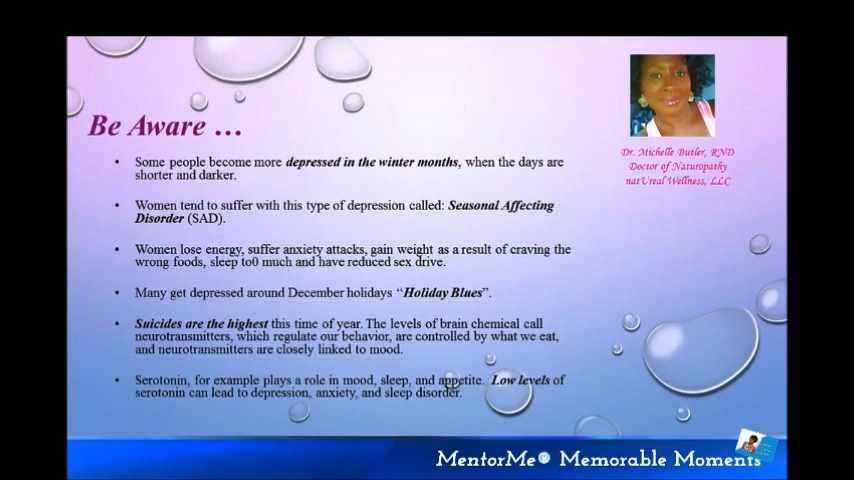 Be Aware …
Dr. Michelle Butler, RND
Doctor of Naturopathy
natUreal Wellness, LLC
• Some people become more depressed in the winter months, when the days are
shorter and darker.
• Women tend to suffer with this type of depression called: Seasonal Affecting
Disorder (SAD).
• Women lose energy, suffer anxiety attacks, gain weight as a result of craving the
wrong foods, sleep to0 much and have reduced sex drive.
• Many get depressed around December holidays “Holiday Blues”.
• Suicides are the highest this time of year. The levels of brain chemical call
neurotransmitters, which regulate our behavior, are controlled by what we eat,
and neurotransmitters are closely linked to mood.
• Serotonin, for example plays a role in mood, sleep, and appetite. Low levels of
serotonin can lead to depression, anxiety, and sleep disorder.
MentorMe® Memorable Moments